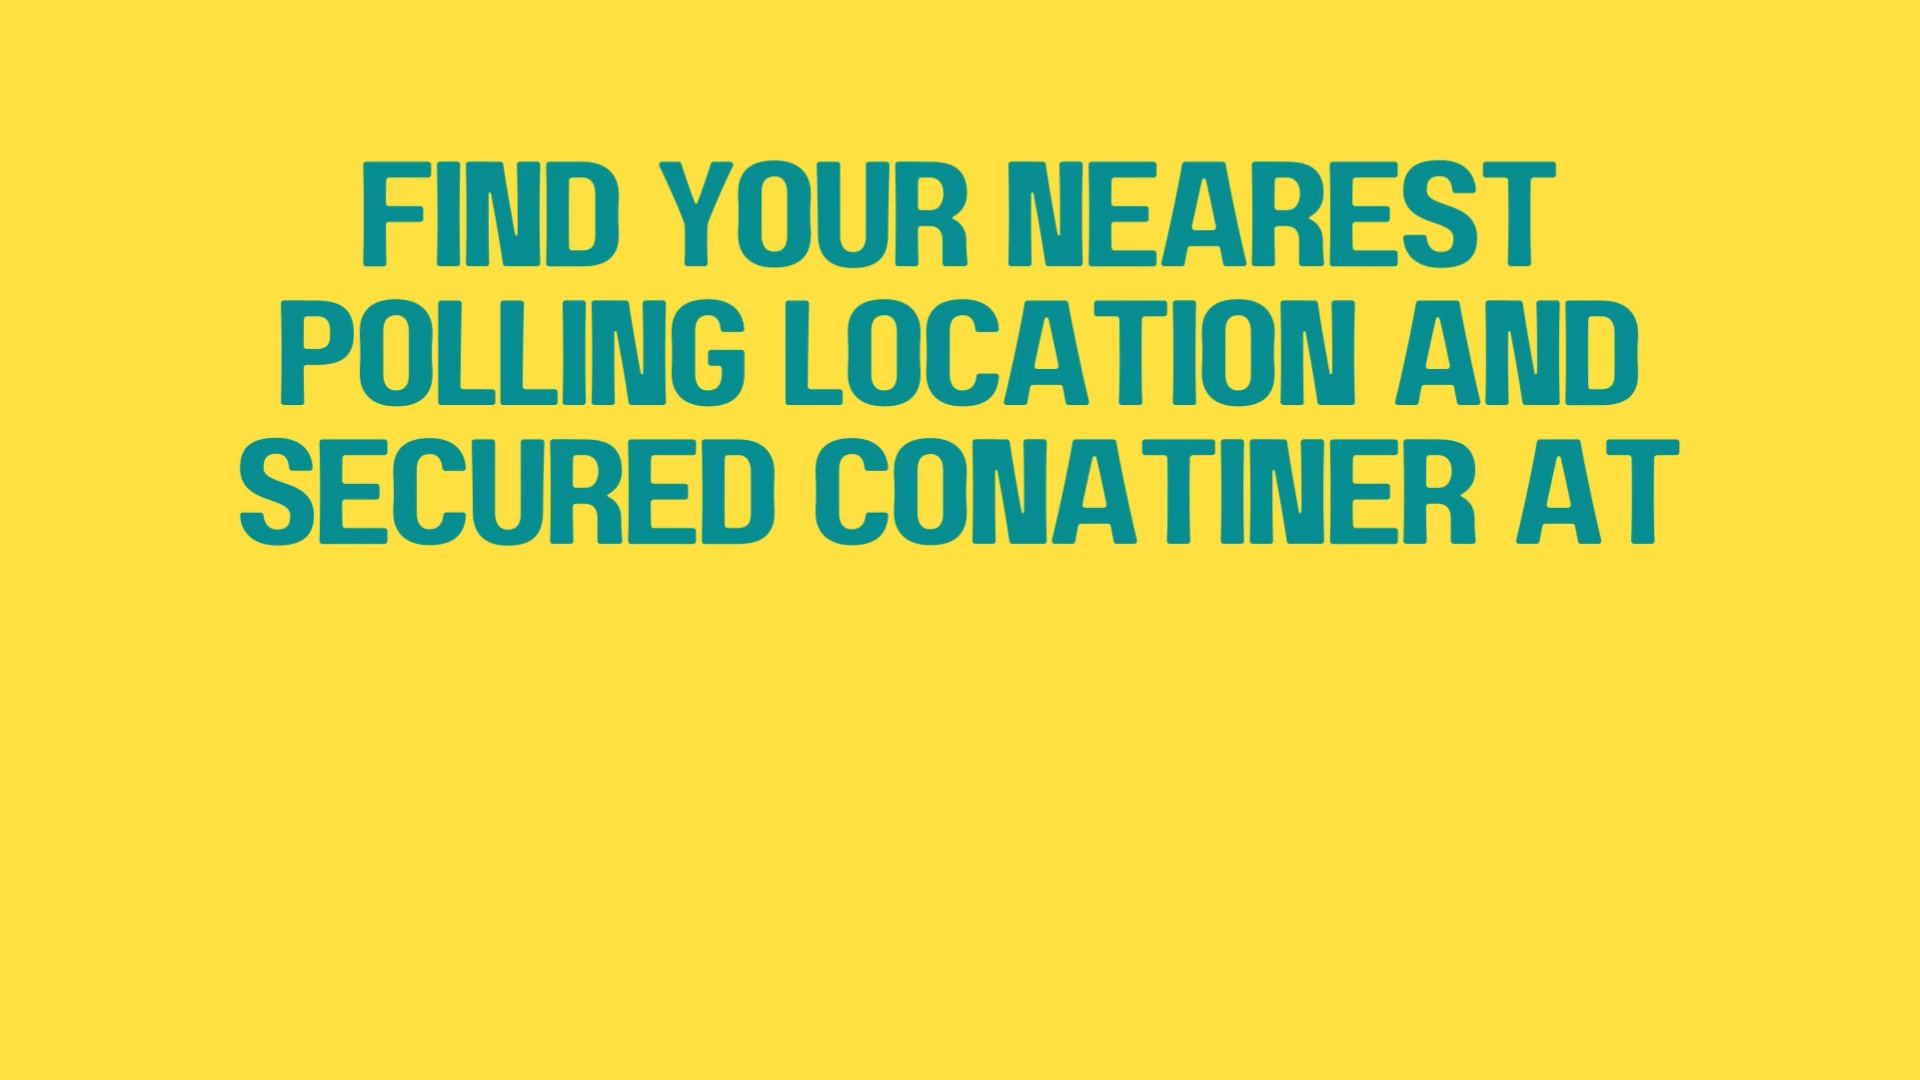 FIND YOUR NEAREST
POLLING LOCATION AND
SECURED CONATINER AT